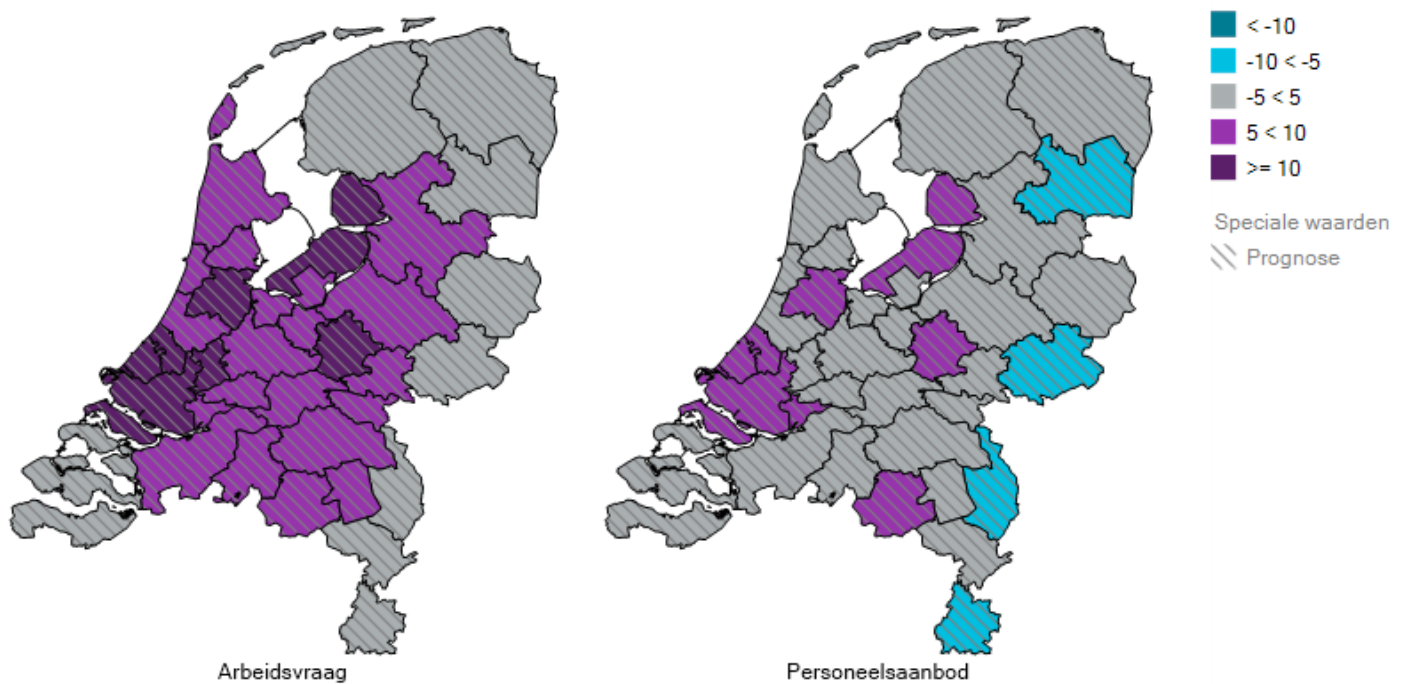 < -10
-10 < -5
-5 < 5
5 < 10
>= 10
Speciale waarden
Prognose
Arbeidsvraag
Personeelsaanbod